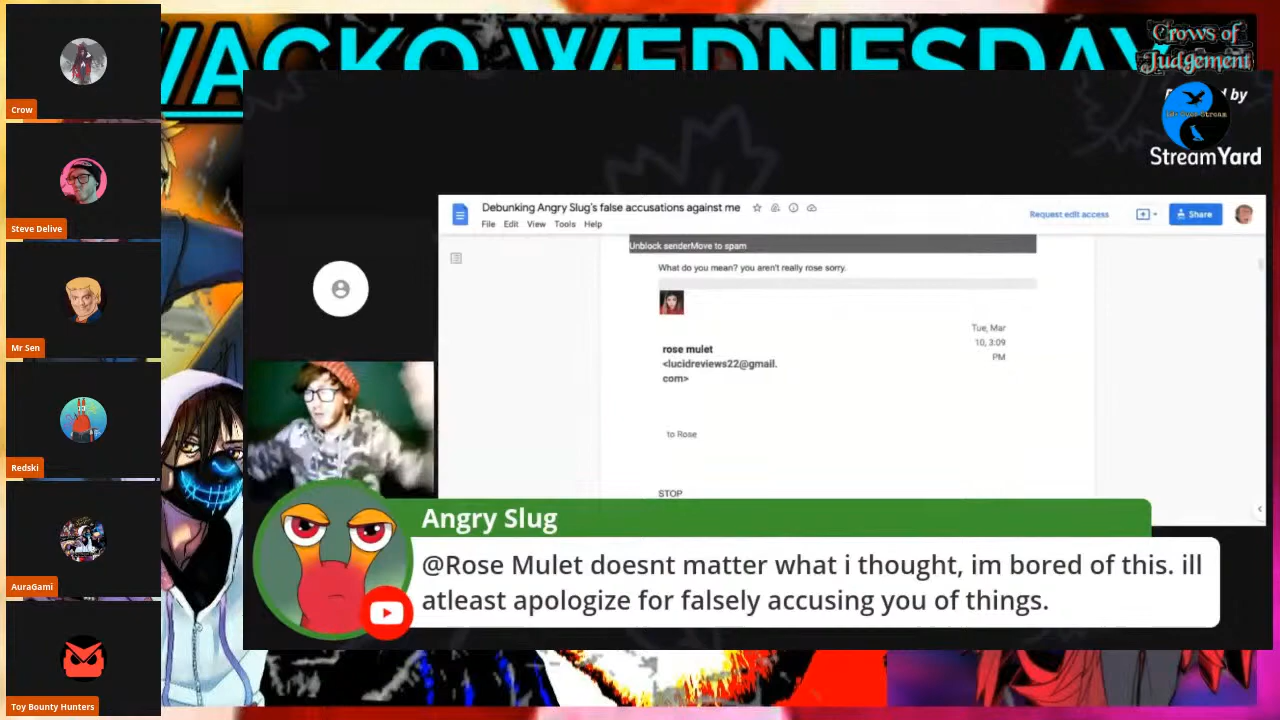 WACKO WEDNESDAY
Crows of
Judgement
by
StreamYard
Crow
Steve Delive
Mr Sen
Redski
AuraGami
Toy Bounty Hunters
Debunking Angry Slug's false accusations against me
File Edit View Tools Help
Request edit access
Share
Unblock senderMove to spam
What do you mean? you aren't really rose sorry.
rose mulet
<lucidreviews22@gmail.
com>
Tue, Mar
10, 3:09
PM
to Rose
STOP
Angry Slug
@Rose Mulet doesnt matter what i thought, im bored of this. ill
atleast apologize for falsely accusing you of things.